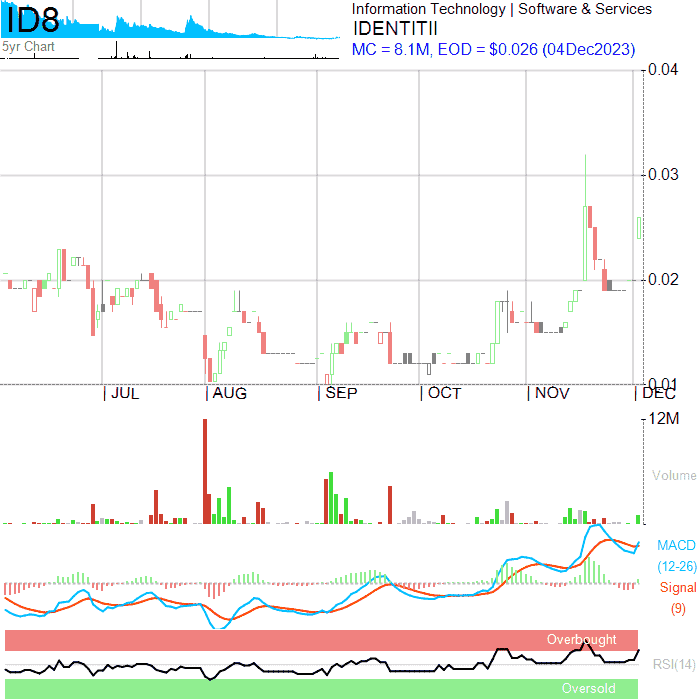 ID8
5yr Chart
Information Technology | Software & Services
IDENTITII
MC = 8.1M, EOD = $0.026 (04Dec2023)
0.04
0.03
0.02
0.01
JUL
AUG
SEP
OCT
NOV
DEC
12M
Volume
MACD
(12-26)
Signal
(9)
Overbought
RSI(14)
Oversold